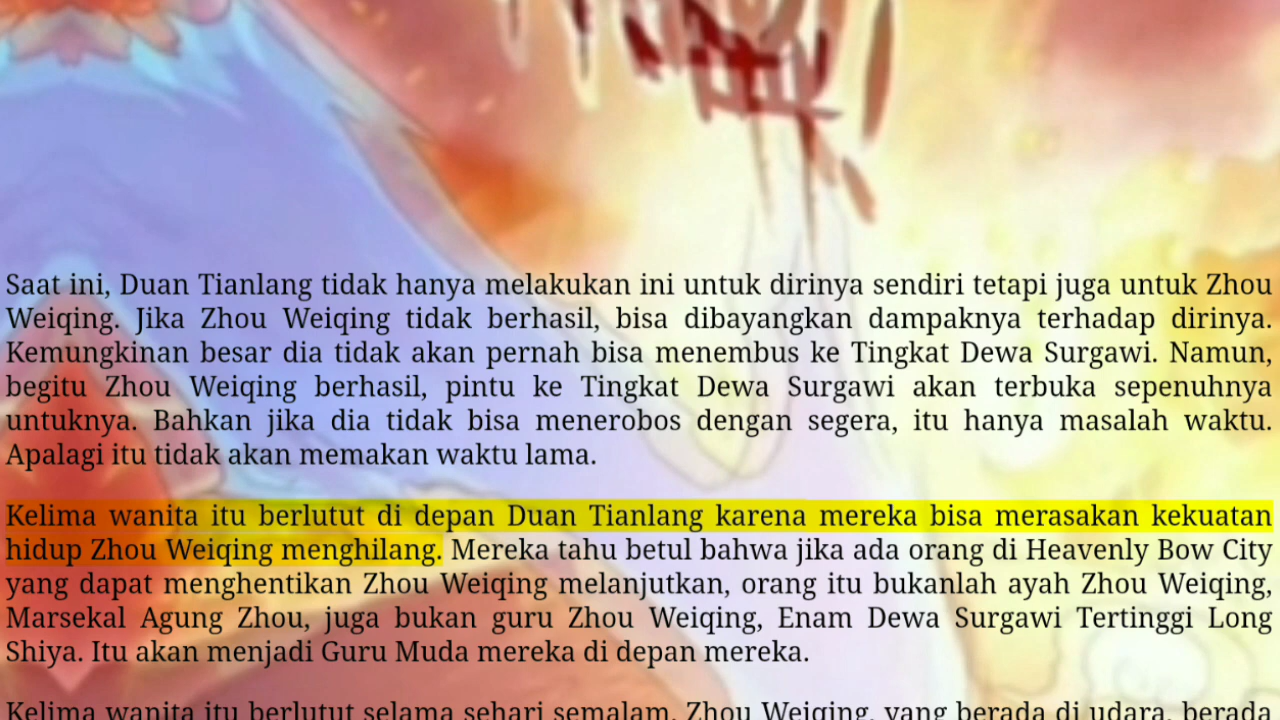 Saat ini, Duan Tianlang tidak hanya melakukan ini untuk dirinya sendiri tetapi juga untuk Zhou
Weiqing. Jika Zhou Weiqing tidak berhasil, bisa dibayangkan dampaknya terhadap dirinya.
Kemungkinan besar dia tidak akan pernah bisa menembus ke Tingkat Dewa Surgawi. Namun,
begitu Zhou Weiqing berhasil, pintu ke Tingkat Dewa Surgawi akan terbuka sepenuhnya
untuknya. Bahkan jika dia tidak bisa menerobos dengan segera, itu hanya masalah waktu.
Apalagi itu tidak akan memakan waktu lama.
Kelima wanita itu berlutut di depan Duan Tianlang karena mereka bisa merasakan kekuatan
hidup Zhou Weiqing menghilang. Mereka tahu betul bahwa jika ada orang di Heavenly Bow City
yang dapat menghentikan Zhou Weiqing melanjutkan, orang itu bukanlah ayah Zhou Weiqing,
Marsekal Agung Zhou, juga bukan guru Zhou Weiqing, Enam Dewa Surgawi Tertinggi Long
Shiya. Itu akan menjadi Guru Muda mereka di depan mereka.
Kelima wanita itu berlutut selama sehari semalam. Zhou Weiqing, yang berada di udara, berada